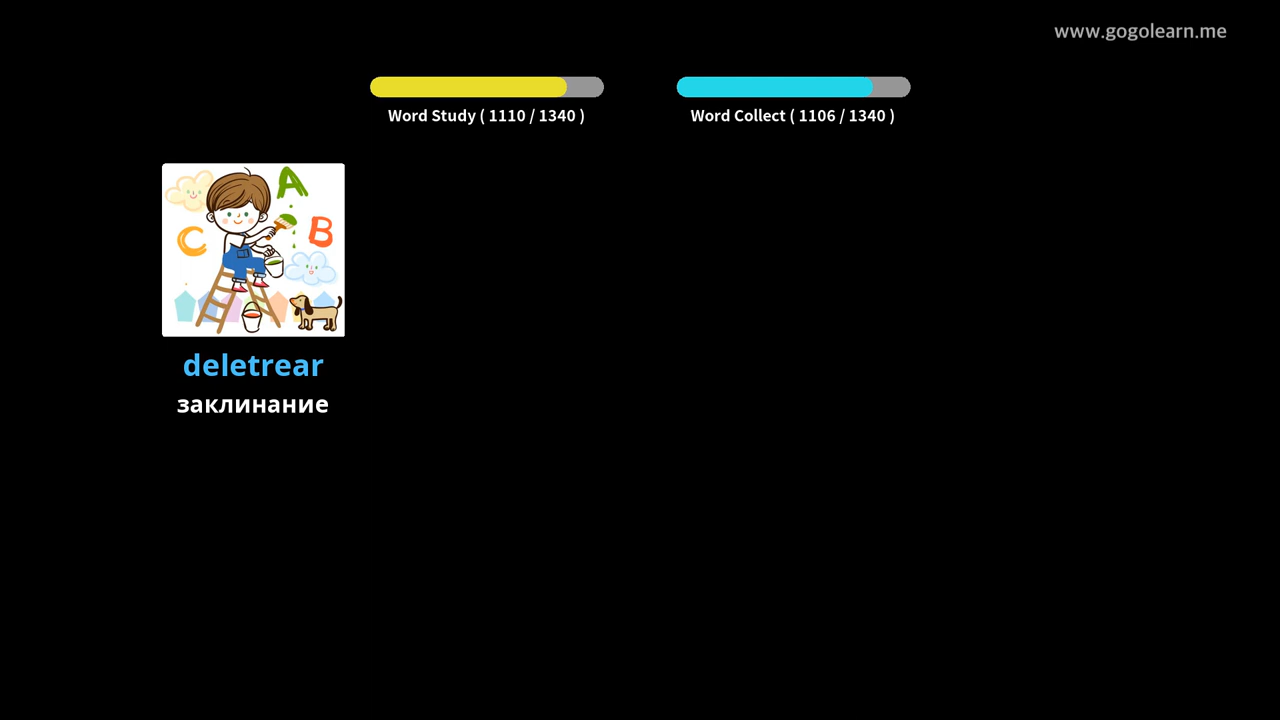 www.gogolearn.me
Word Study ( 1110 / 1340 )
Word Collect ( 1106 / 1340 )
A
B
C
deletrear
заклинание